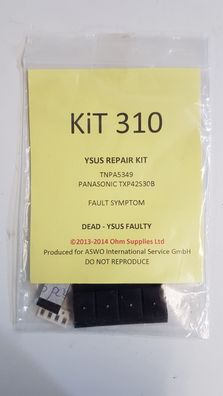 KiT 310
YSUS REPAIR KIT
TNPA5349
PANASONIC TXP42S30B
FAULT SYMPTOM
DEAD - YSUS FAULTY
©2013-2014 Ohm Supplies Ltd
Produced for ASWO International Service GmbH
DO NOT REPRODUCE